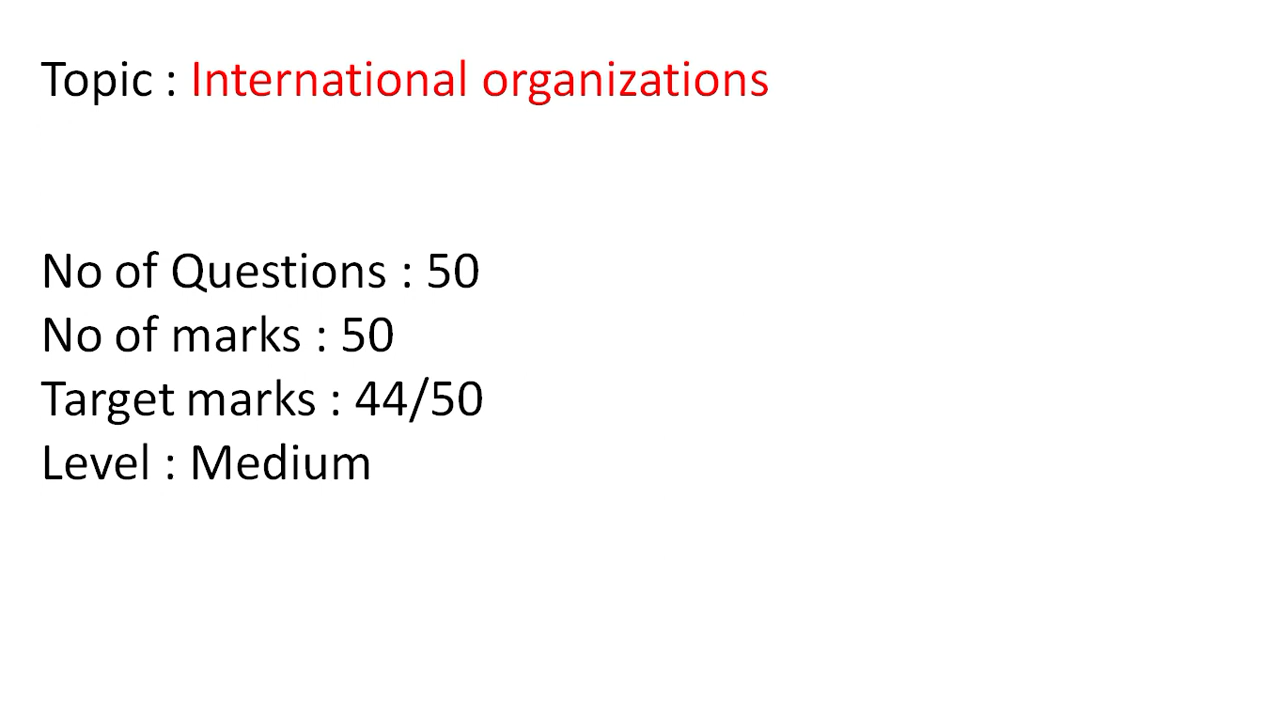 Topic : International organizations
No of Questions : 50
No of marks : 50
Target marks : 44/50
Level : Medium